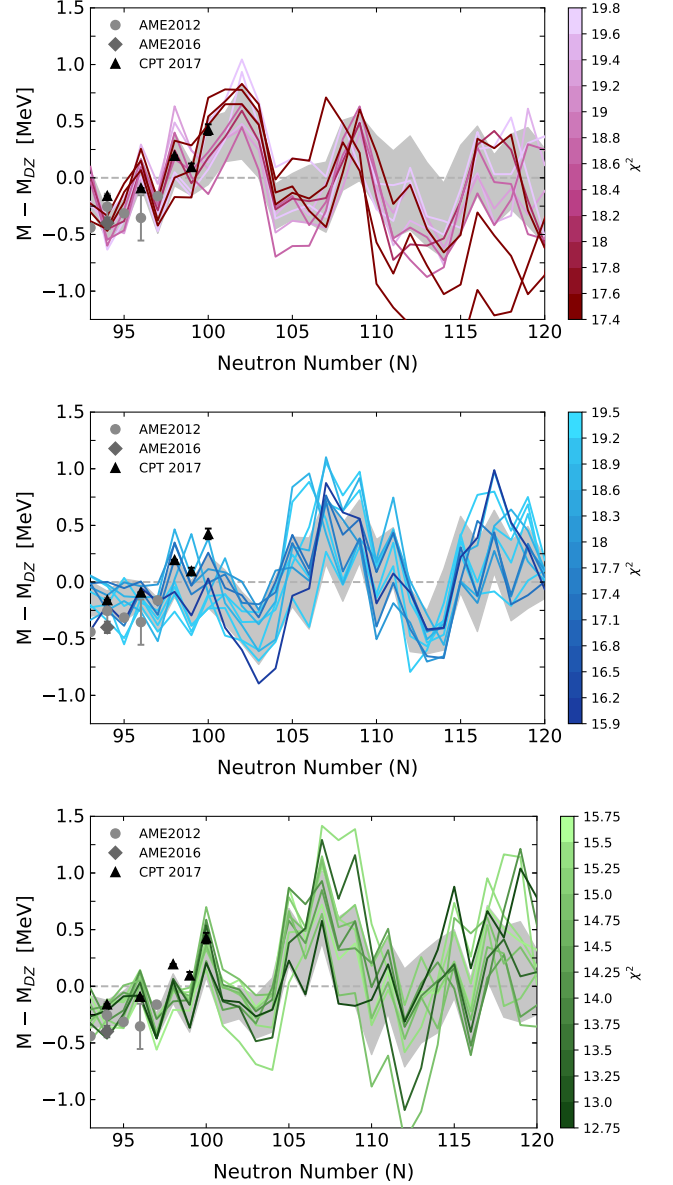 1.5
1.0
0.5
0.0
−0.5
−1.0
M − M_DZ [MeV]
AME2012
AME2016
CPT 2017
95 100 105 110 115 120
Neutron Number (N)
19.8
19.6
19.4
19.2
19
18.8
18.6
18.4
18.2
18
17.8
17.6
17.4
χ²
1.5
1.0
0.5
0.0
−0.5
−1.0
M − M_DZ [MeV]
AME2012
AME2016
CPT 2017
95 100 105 110 115 120
Neutron Number (N)
19.5
19.2
18.9
18.6
18.3
18
17.7
17.4
17.1
16.8
16.5
16.2
15.9
χ²
1.5
1.0
0.5
0.0
−0.5
−1.0
M − M_DZ [MeV]
AME2012
AME2016
CPT 2017
95 100 105 110 115 120
Neutron Number (N)
15.75
15.5
15.25
15.0
14.75
14.5
14.25
14.0
13.75
13.5
13.25
13.0
12.75
χ²